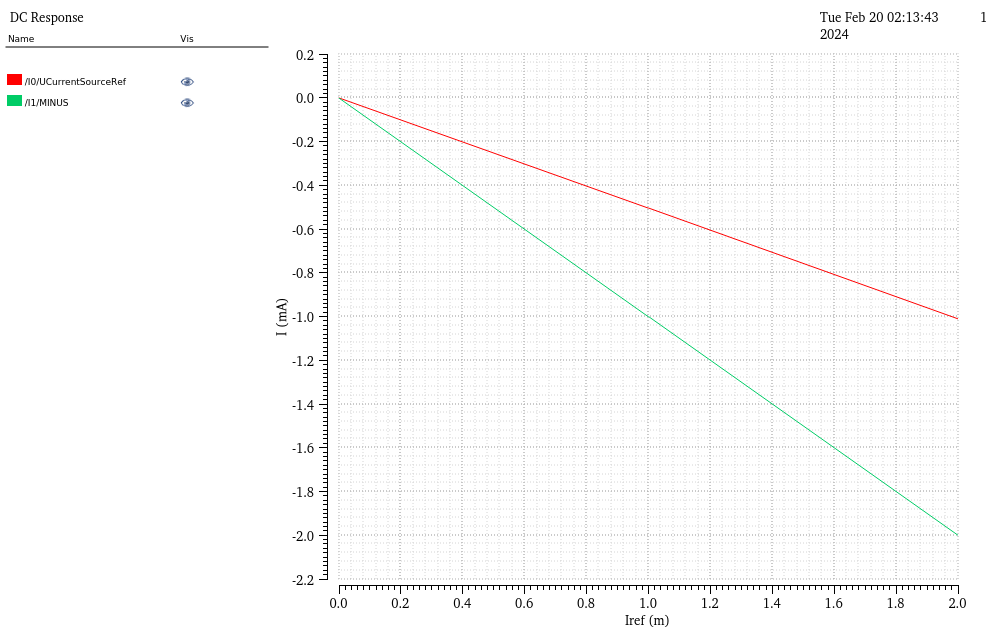 DC Response
Tue Feb 20 02:13:43 2024
1
Name Vis
/I0/UCurrentSourceRef
/I1/MINUS
0.2
0.0
-0.2
-0.4
-0.6
-0.8
-1.0
-1.2
-1.4
-1.6
-1.8
-2.0
-2.2
I (mA)
0.0 0.2 0.4 0.6 0.8 1.0 1.2 1.4 1.6 1.8 2.0
Iref (m)